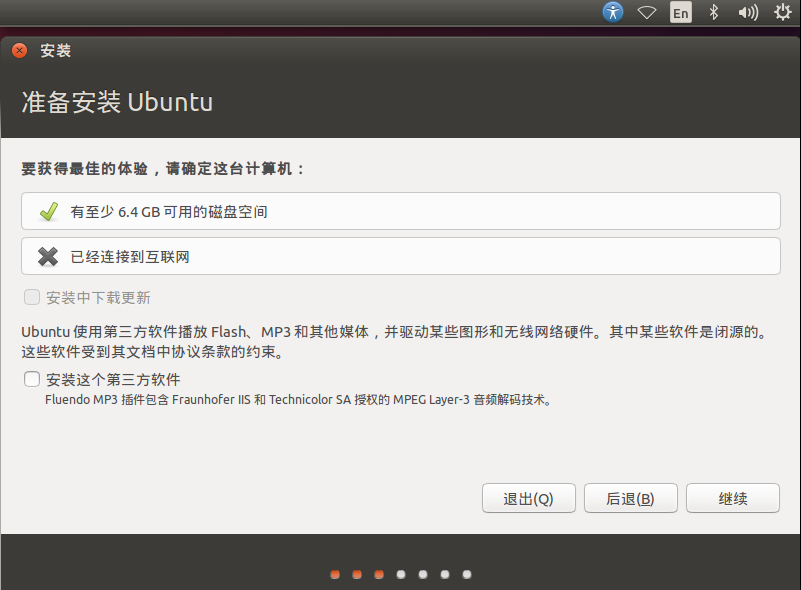 En
安装
准备安装 Ubuntu
要获得最佳的体验，请确定这台计算机：
有至少 6.4 GB 可用的磁盘空间
已经连接到互联网
安装中下载更新
Ubuntu 使用第三方软件播放 Flash、MP3 和其他媒体，并驱动某些图形和无线网络硬件。其中某些软件是闭源的。
这些软件受到其文档中协议条款的约束。
安装这个第三方软件
Fluendo MP3 插件包含 Fraunhofer IIS 和 Technicolor SA 授权的 MPEG Layer-3 音频解码技术。
退出(Q) 后退(B) 继续